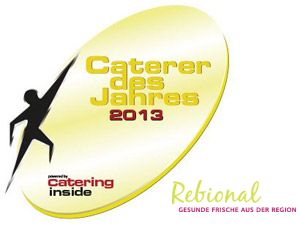 Caterer
des
Jahres
2013
powered by
catering
inside
Rebional
GESUNDE FRISCHE AUS DER REGION